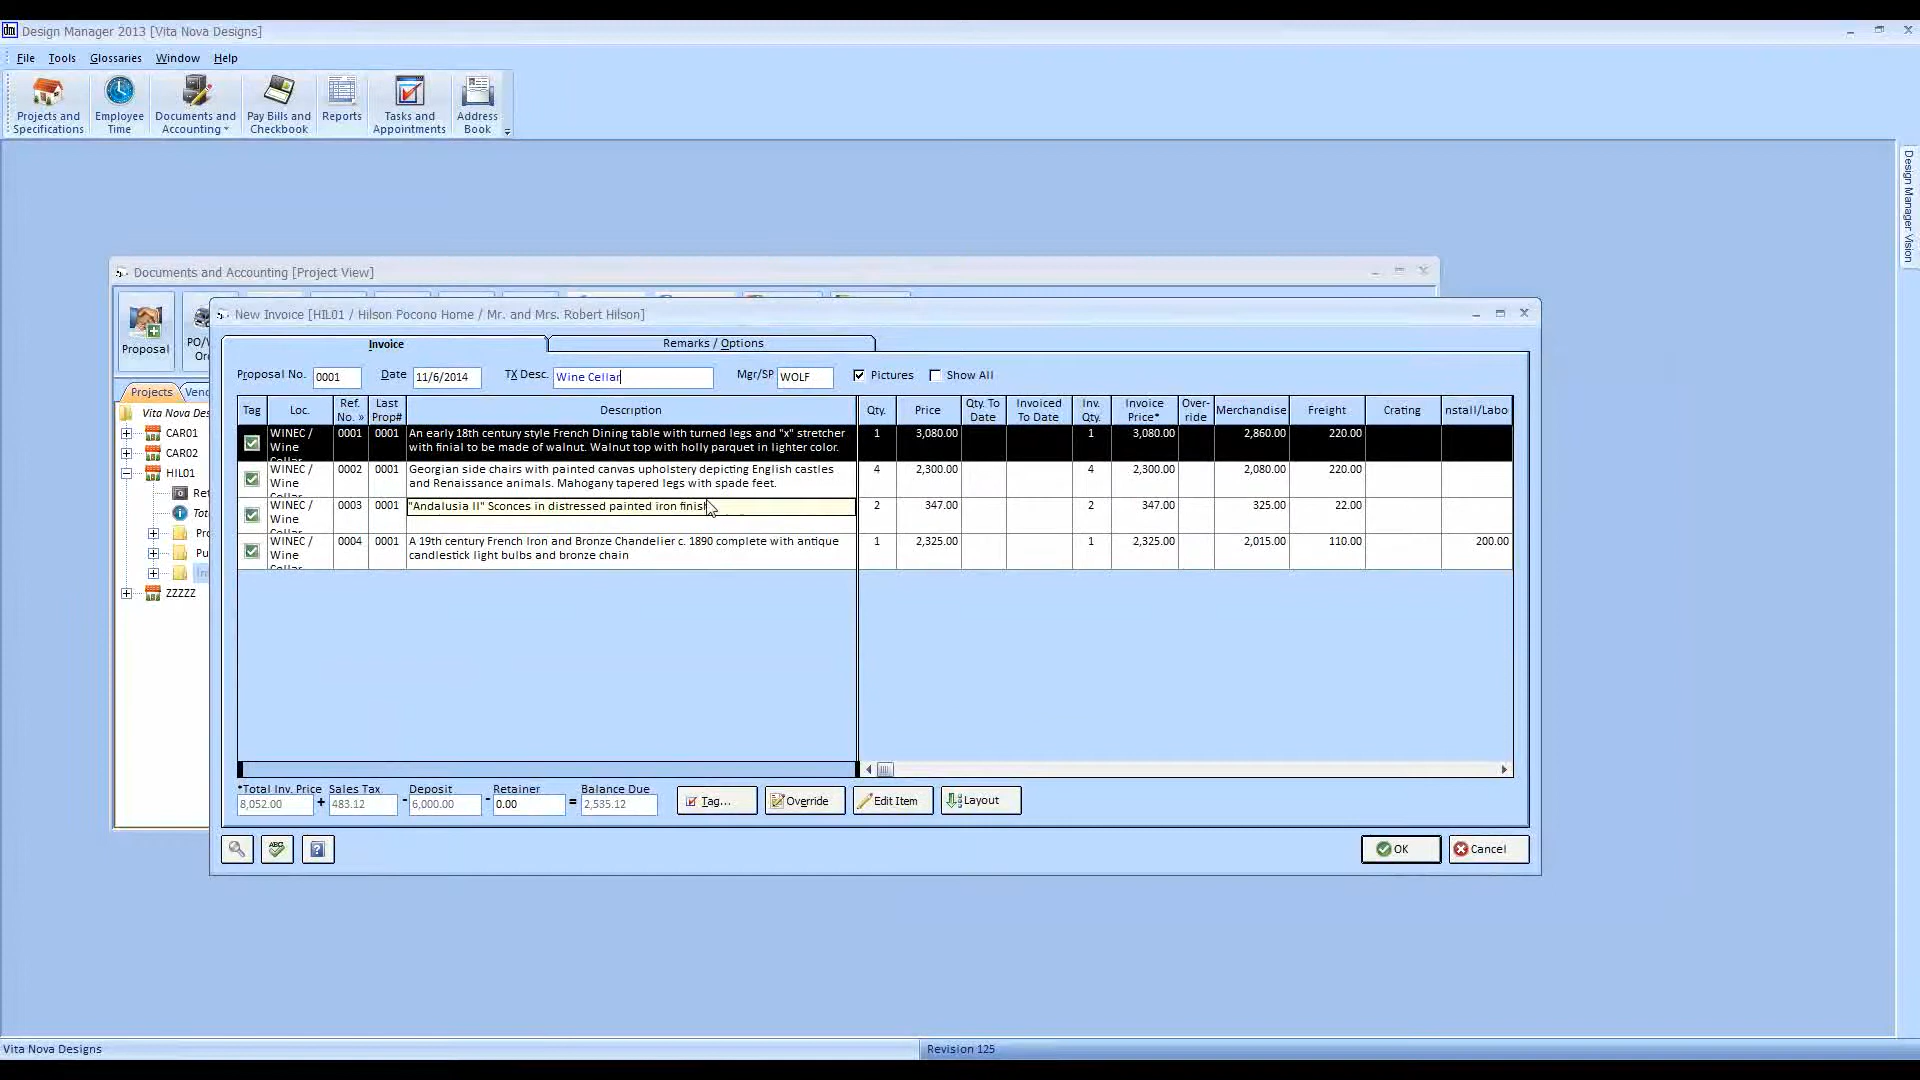 dm Design Manager 2013 [Vita Nova Designs]
File Tools Glossaries Window Help
Projects and Specifications
Employee Time
Documents and Accounting
Pay Bills and Checkbook
Reports
Tasks and Appointments
Address Book
Design Manager Vision
Documents and Accounting [Project View]
Proposal
PO/
Or
Projects Vend
Vita Nova Des
CAR01
CAR02
HIL01
Ret
Tot
Pr
Pu
In
ZZZZZ
New Invoice [HIL01 / Hilson Pocono Home / Mr. and Mrs. Robert Hilson]
Invoice Remarks / Options
Proposal No. 0001 Date 11/6/2014 TX Desc. Wine Cellar Mgr/SP WOLF Pictures Show All
Tag Loc. Ref. No. » Last Prop# Description Qty. Price Qty. To Date Invoiced To Date Inv. Qty. Invoice Price* Over-ride Merchandise Freight Crating nstall/Labo
WINEC / Wine Cellar 0001 0001 An early 18th century style French Dining table with turned legs and "x" stretcher 1 3,080.00 1 3,080.00 2,860.00 220.00
with finial to be made of walnut. Walnut top with holly parquet in lighter color.
WINEC / Wine Cellar 0002 0001 Georgian side chairs with painted canvas upholstery depicting English castles 4 2,300.00 4 2,300.00 2,080.00 220.00
and Renaissance animals. Mahogany tapered legs with spade feet.
WINEC / Wine Cellar 0003 0001 "Andalusia II" Sconces in distressed painted iron finish 2 347.00 2 347.00 325.00 22.00
WINEC / Wine Cellar 0004 0001 A 19th century French Iron and Bronze Chandelier c. 1890 complete with antique 1 2,325.00 1 2,325.00 2,015.00 110.00 200.00
candlestick light bulbs and bronze chain
*Total Inv. Price Sales Tax Deposit Retainer Balance Due
8,052.00 + 483.12 - 6,000.00 - 0.00 = 2,535.12 Tag... Override Edit Item Layout
ABC ? OK Cancel
Vita Nova Designs Revision 125